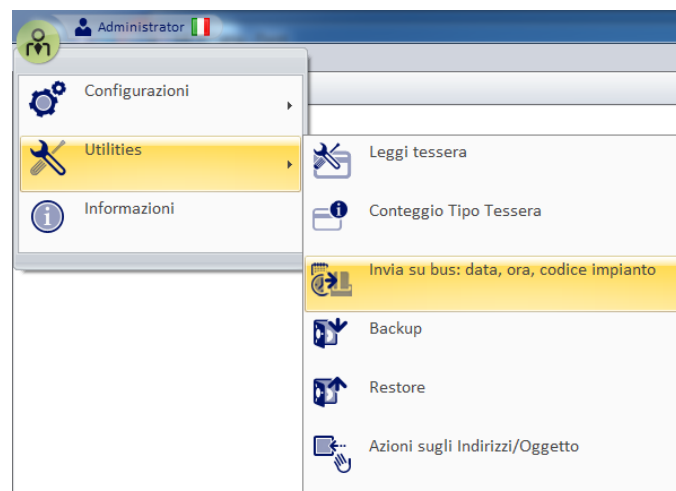 Administrator
Configurazioni
Utilities
Informazioni
Leggi tessera
Conteggio Tipo Tessera
Invia su bus: data, ora, codice impianto
Backup
Restore
Azioni sugli Indirizzi/Oggetto